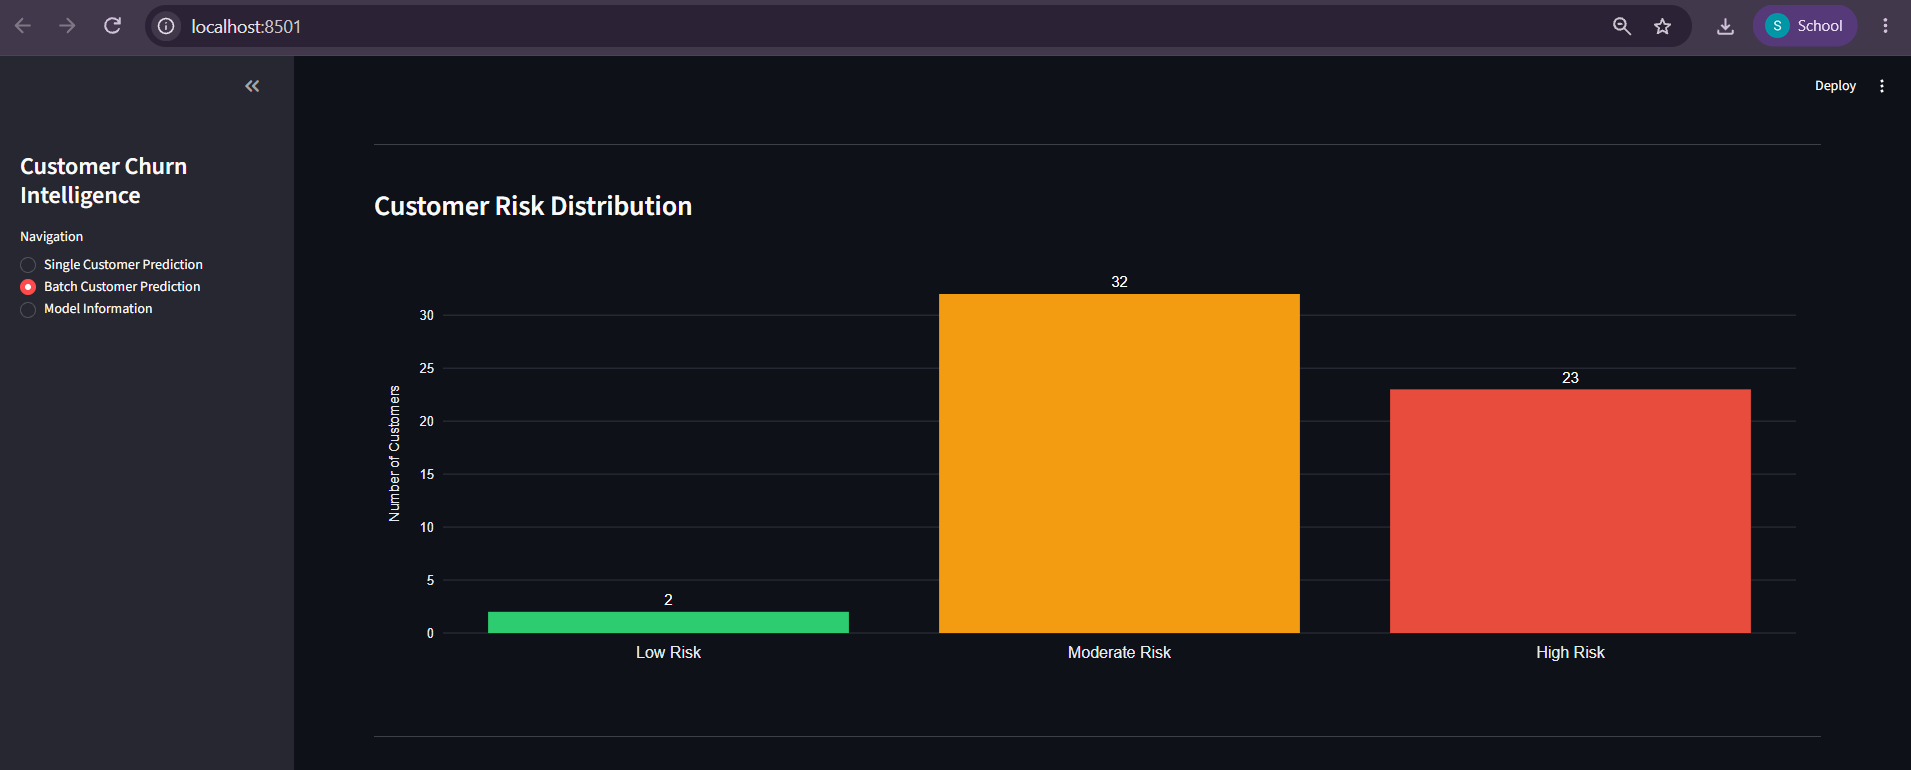 localhost:8501
S School
Deploy
Customer Churn
Intelligence
Navigation
Single Customer Prediction
Batch Customer Prediction
Model Information
Customer Risk Distribution
Number of Customers
30
25
20
15
10
5
0
2
32
23
Low Risk
Moderate Risk
High Risk